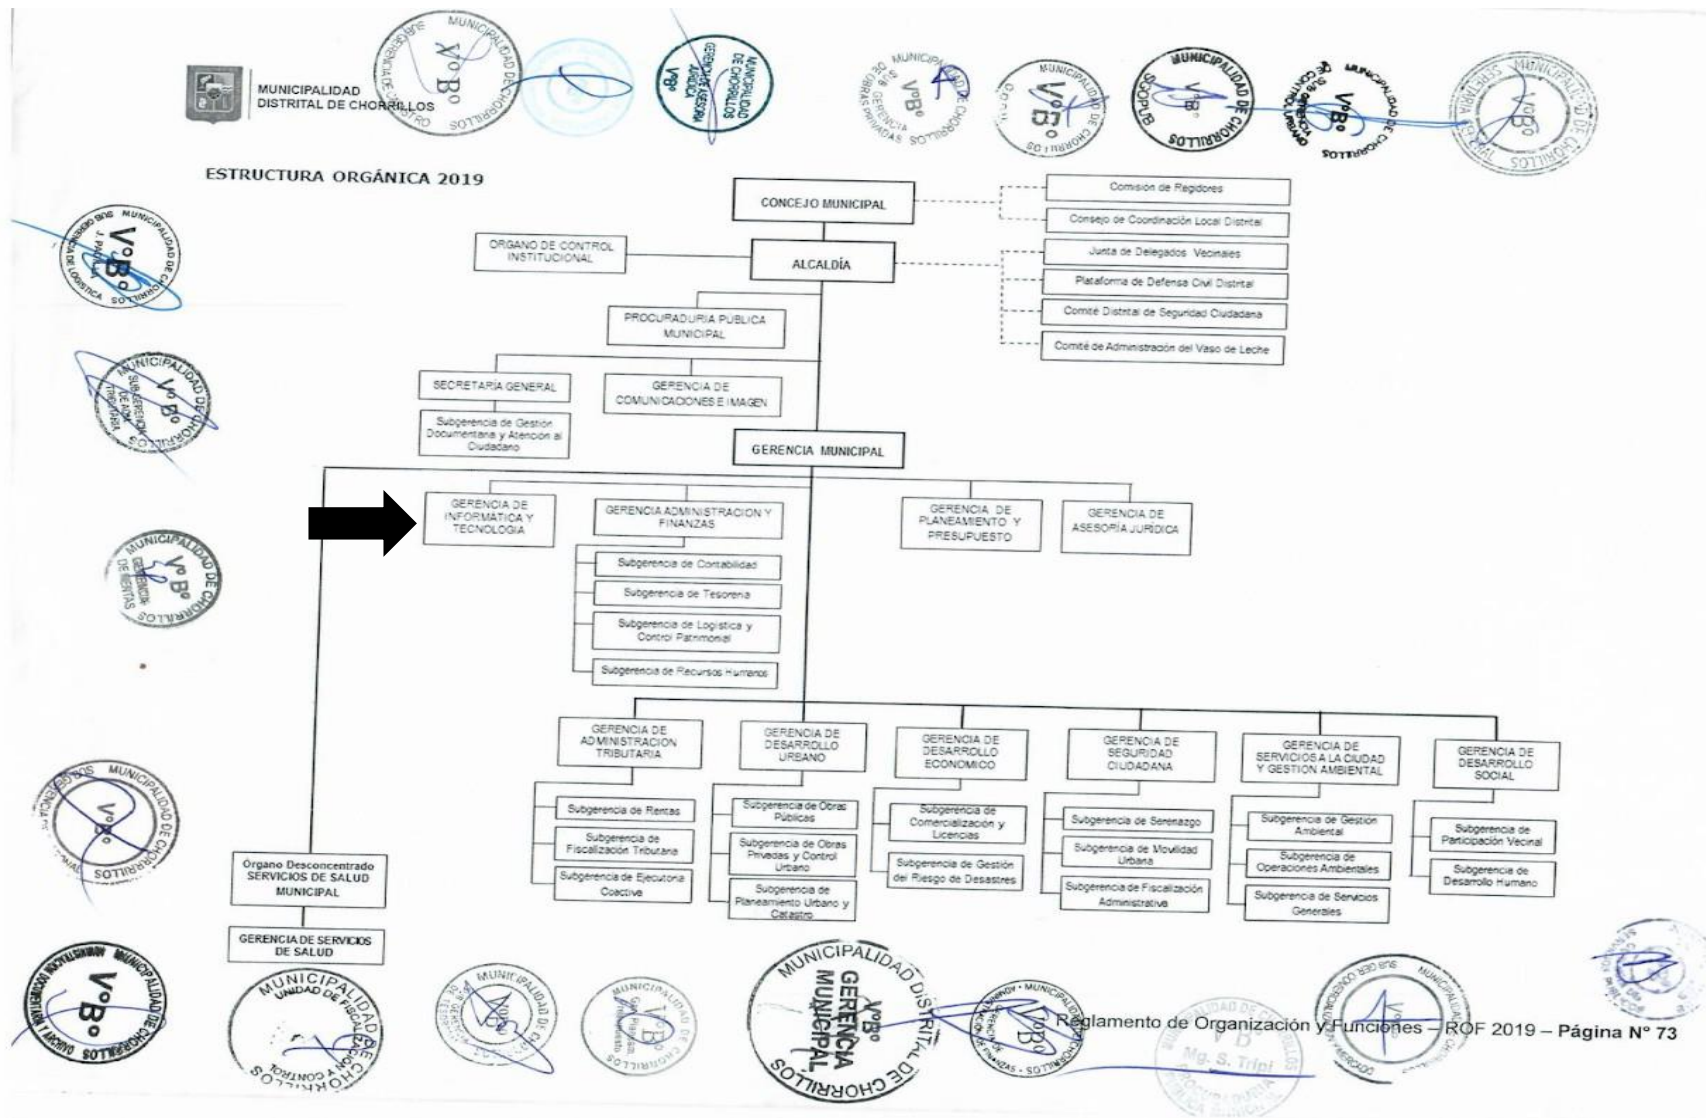 MUNICIPALIDAD
DISTRITAL DE CHORRILLOS
ESTRUCTURA ORGÁNICA 2019
CONCEJO MUNICIPAL
Comisión de Regidores
Consejo de Coordinación Local Distrital
ORGANO DE CONTROL
INSTITUCIONAL
ALCALDÍA
Junta de Delegados Vecinales
Plataforma de Defensa Civil Distrital
Comité Distrital de Seguridad Ciudadana
Comité de Administración del Vaso de Leche
PROCURADURIA PÚBLICA
MUNICIPAL
SECRETARÍA GENERAL
GERENCIA DE
COMUNICACIONES E IMAGEN
Subgerencia de Gestión
Documentaria y Atención al
Ciudadano
GERENCIA MUNICIPAL
GERENCIA DE
INFORMÁTICA Y
TECNOLOGIA
GERENCIA ADMINISTRACION Y
FINANZAS
GERENCIA DE
PLANEAMIENTO Y
PRESUPUESTO
GERENCIA DE
ASESORÍA JURÍDICA
Subgerencia de Contabilidad
Subgerencia de Tesorería
Subgerencia de Logística y
Control Patrimonial
Subgerencia de Recursos Humanos
GERENCIA DE
ADMINISTRACION
TRIBUTARIA
GERENCIA DE
DESARROLLO
URBANO
GERENCIA DE
DESARROLLO
ECONOMICO
GERENCIA DE
SEGURIDAD
CIUDADANA
GERENCIA DE
SERVICIOS A LA CIUDAD
Y GESTION AMBIENTAL
GERENCIA DE
DESARROLLO
SOCIAL
Subgerencia de Rentas
Subgerencia de
Fiscalización Tributaria
Subgerencia de Ejecutoria
Coactiva
Subgerencia de Obras
Públicas
Subgerencia de Obras
Privadas y Control
Urbano
Subgerencia de
Planeamiento Urbano y
Catastro
Subgerencia de
Comercialización y
Licencias
Subgerencia de Gestión
del Riesgo de Desastres
Subgerencia de Serenazgo
Subgerencia de Movilidad
Urbana
Subgerencia de Fiscalización
Administrativa
Subgerencia de Gestión
Ambiental
Subgerencia de
Operaciones Ambientales
Subgerencia de Servicios
Generales
Subgerencia de
Participación Vecinal
Subgerencia de
Desarrollo Humano
Órgano Desconcentrado
SERVICIOS DE SALUD
MUNICIPAL
GERENCIA DE SERVICIOS
DE SALUD
MUNICIPALIDAD DISTRITAL DE CHORRILLOS
GERENCIA
MUNICIPAL
VºBº
Reglamento de Organización y Funciones – ROF 2019 – Página N° 73